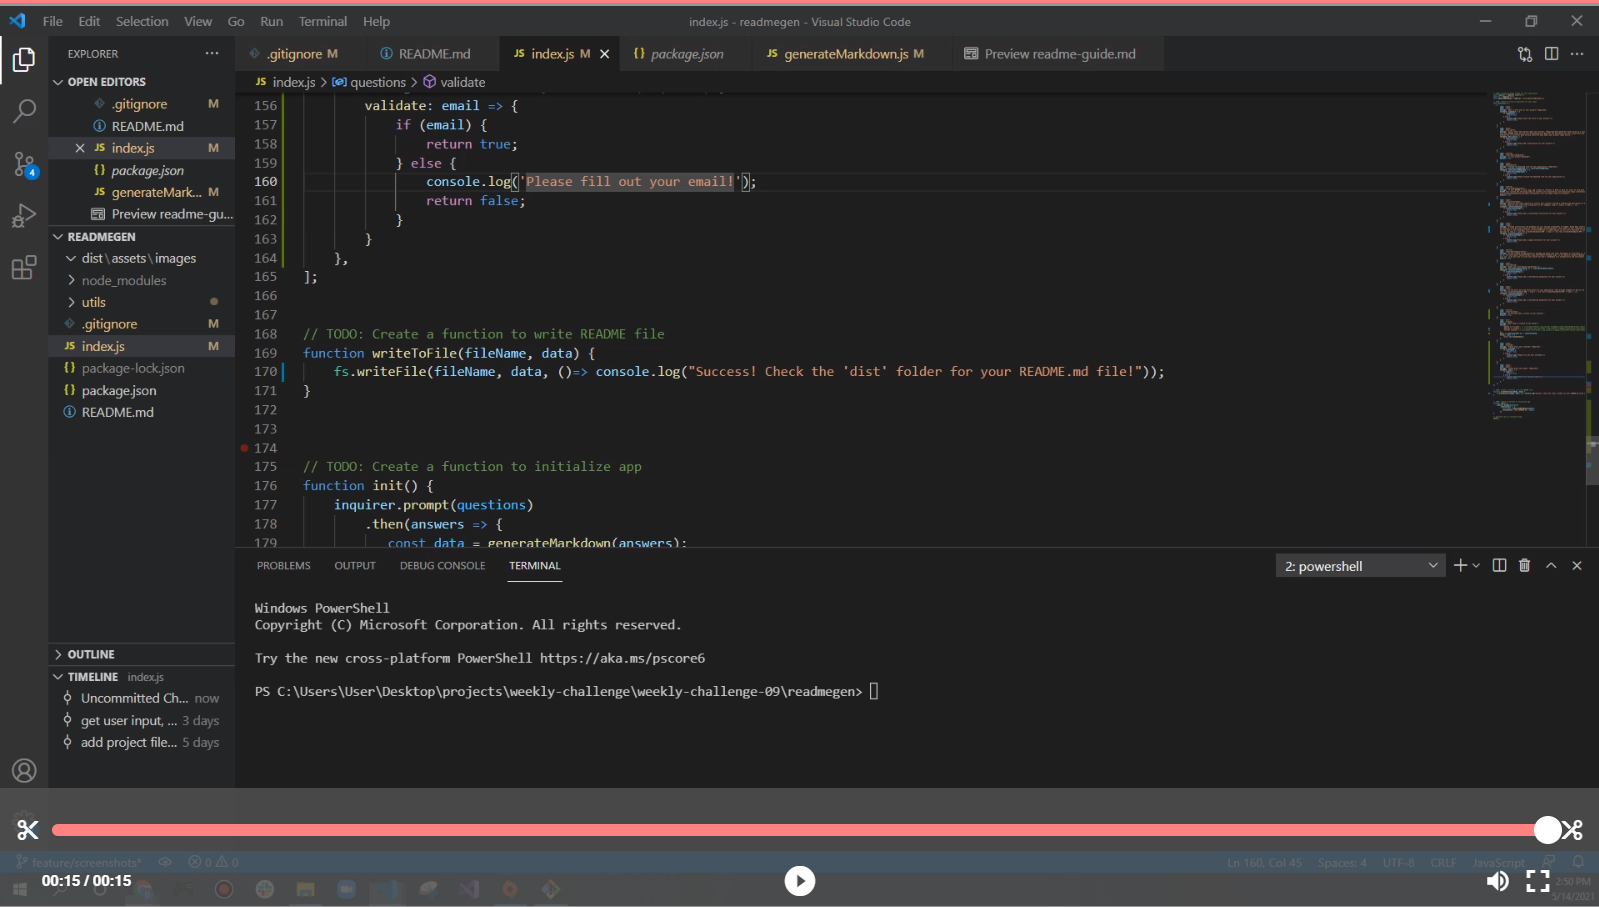 File Edit Selection View Go Run Terminal Help
index.js - readmegen - Visual Studio Code
EXPLORER
.gitignore M
README.md
JS index.js M
{} package.json
JS generateMarkdown.js M
Preview readme-guide.md
OPEN EDITORS
.gitignore M
README.md
JS index.js M
{} package.json
JS generateMark... M
Preview readme-gu...
READMEGEN
dist\assets\images
node_modules
utils
.gitignore M
JS index.js M
{} package-lock.json
{} package.json
README.md
OUTLINE
TIMELINE index.js
Uncommitted Ch... now
get user input, ... 3 days
add project file... 5 days
4
JS index.js > questions > validate
156 validate: email => {
157 if (email) {
158 return true;
159 } else {
160 console.log('Please fill out your email!');
161 return false;
162 }
163 }
164 },
165 ];
166
167
168 // TODO: Create a function to write README file
169 function writeToFile(fileName, data) {
170 fs.writeFile(fileName, data, ()=> console.log("Success! Check the 'dist' folder for your README.md file!"));
171 }
172
173
174
175 // TODO: Create a function to initialize app
176 function init() {
177 inquirer.prompt(questions)
178 .then(answers => {
179 const data = generateMarkdown(answers);
PROBLEMS OUTPUT DEBUG CONSOLE TERMINAL
2: powershell
Windows PowerShell
Copyright (C) Microsoft Corporation. All rights reserved.
Try the new cross-platform PowerShell https://aka.ms/pscore6
PS C:\Users\User\Desktop\projects\weekly-challenge\weekly-challenge-09\readmegen>
feature/screenshots* 0 0
Ln 160, Col 45 Spaces: 4 UTF-8 CRLF JavaScript
00:15 / 00:15
2:50 PM
5/14/2021